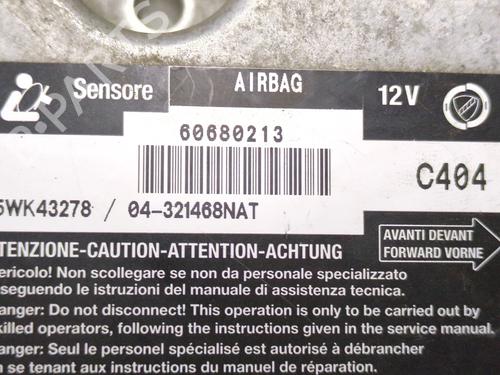 Sensore AIRBAG 12V
60680213
C404
5WK43278 / 04-321468NAT
AVANTI DEVANT
FORWARD VORNE
TENZIONE-CAUTION-ATTENTION-ACHTUNG
ericolo! Non scollegare se non da personale specializzato
seguendo le istruzioni del manuale di assistenza tecnica.
anger: Do not disconnect! This operation is only to be carried out by
killed operators, following the instructions given in the service manual.
anger: Seul le personel spécialisé est autorisé à débrancher
n se tenant aux instructions du manuel de réparation.